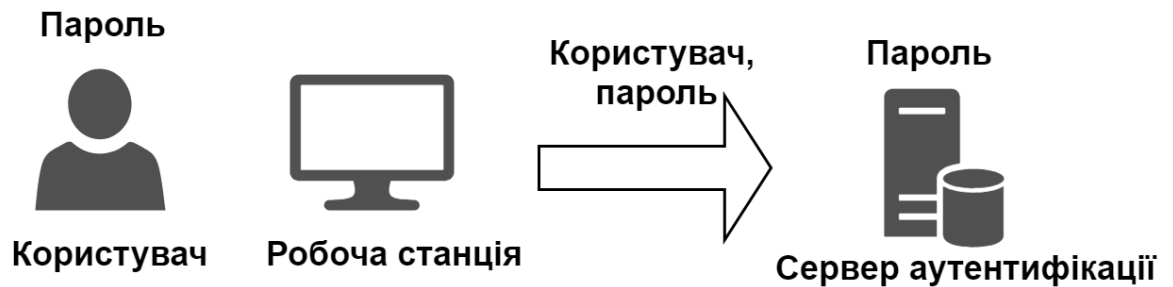 Пароль
Користувач
Робоча станція
Користувач,
пароль
Пароль
Сервер аутентифікації